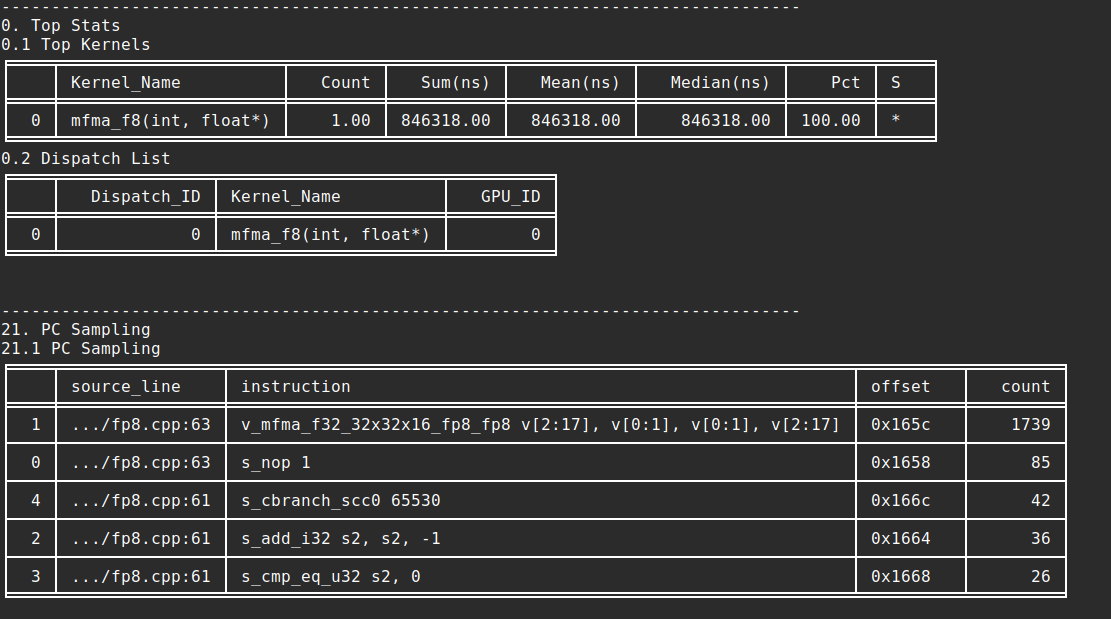 --------------------------------------------------------------------------------
0. Top Stats
0.1 Top Kernels
Kernel_Name Count Sum(ns) Mean(ns) Median(ns) Pct S
0 mfma_f8(int, float*) 1.00 846318.00 846318.00 846318.00 100.00 *
0.2 Dispatch List
Dispatch_ID Kernel_Name GPU_ID
0 0 mfma_f8(int, float*) 0
--------------------------------------------------------------------------------
21. PC Sampling
21.1 PC Sampling
source_line instruction offset count
1 .../fp8.cpp:63 v_mfma_f32_32x32x16_fp8_fp8 v[2:17], v[0:1], v[0:1], v[2:17] 0x165c 1739
0 .../fp8.cpp:63 s_nop 1 0x1658 85
4 .../fp8.cpp:61 s_cbranch_scc0 65530 0x166c 42
2 .../fp8.cpp:61 s_add_i32 s2, s2, -1 0x1664 36
3 .../fp8.cpp:61 s_cmp_eq_u32 s2, 0 0x1668 26